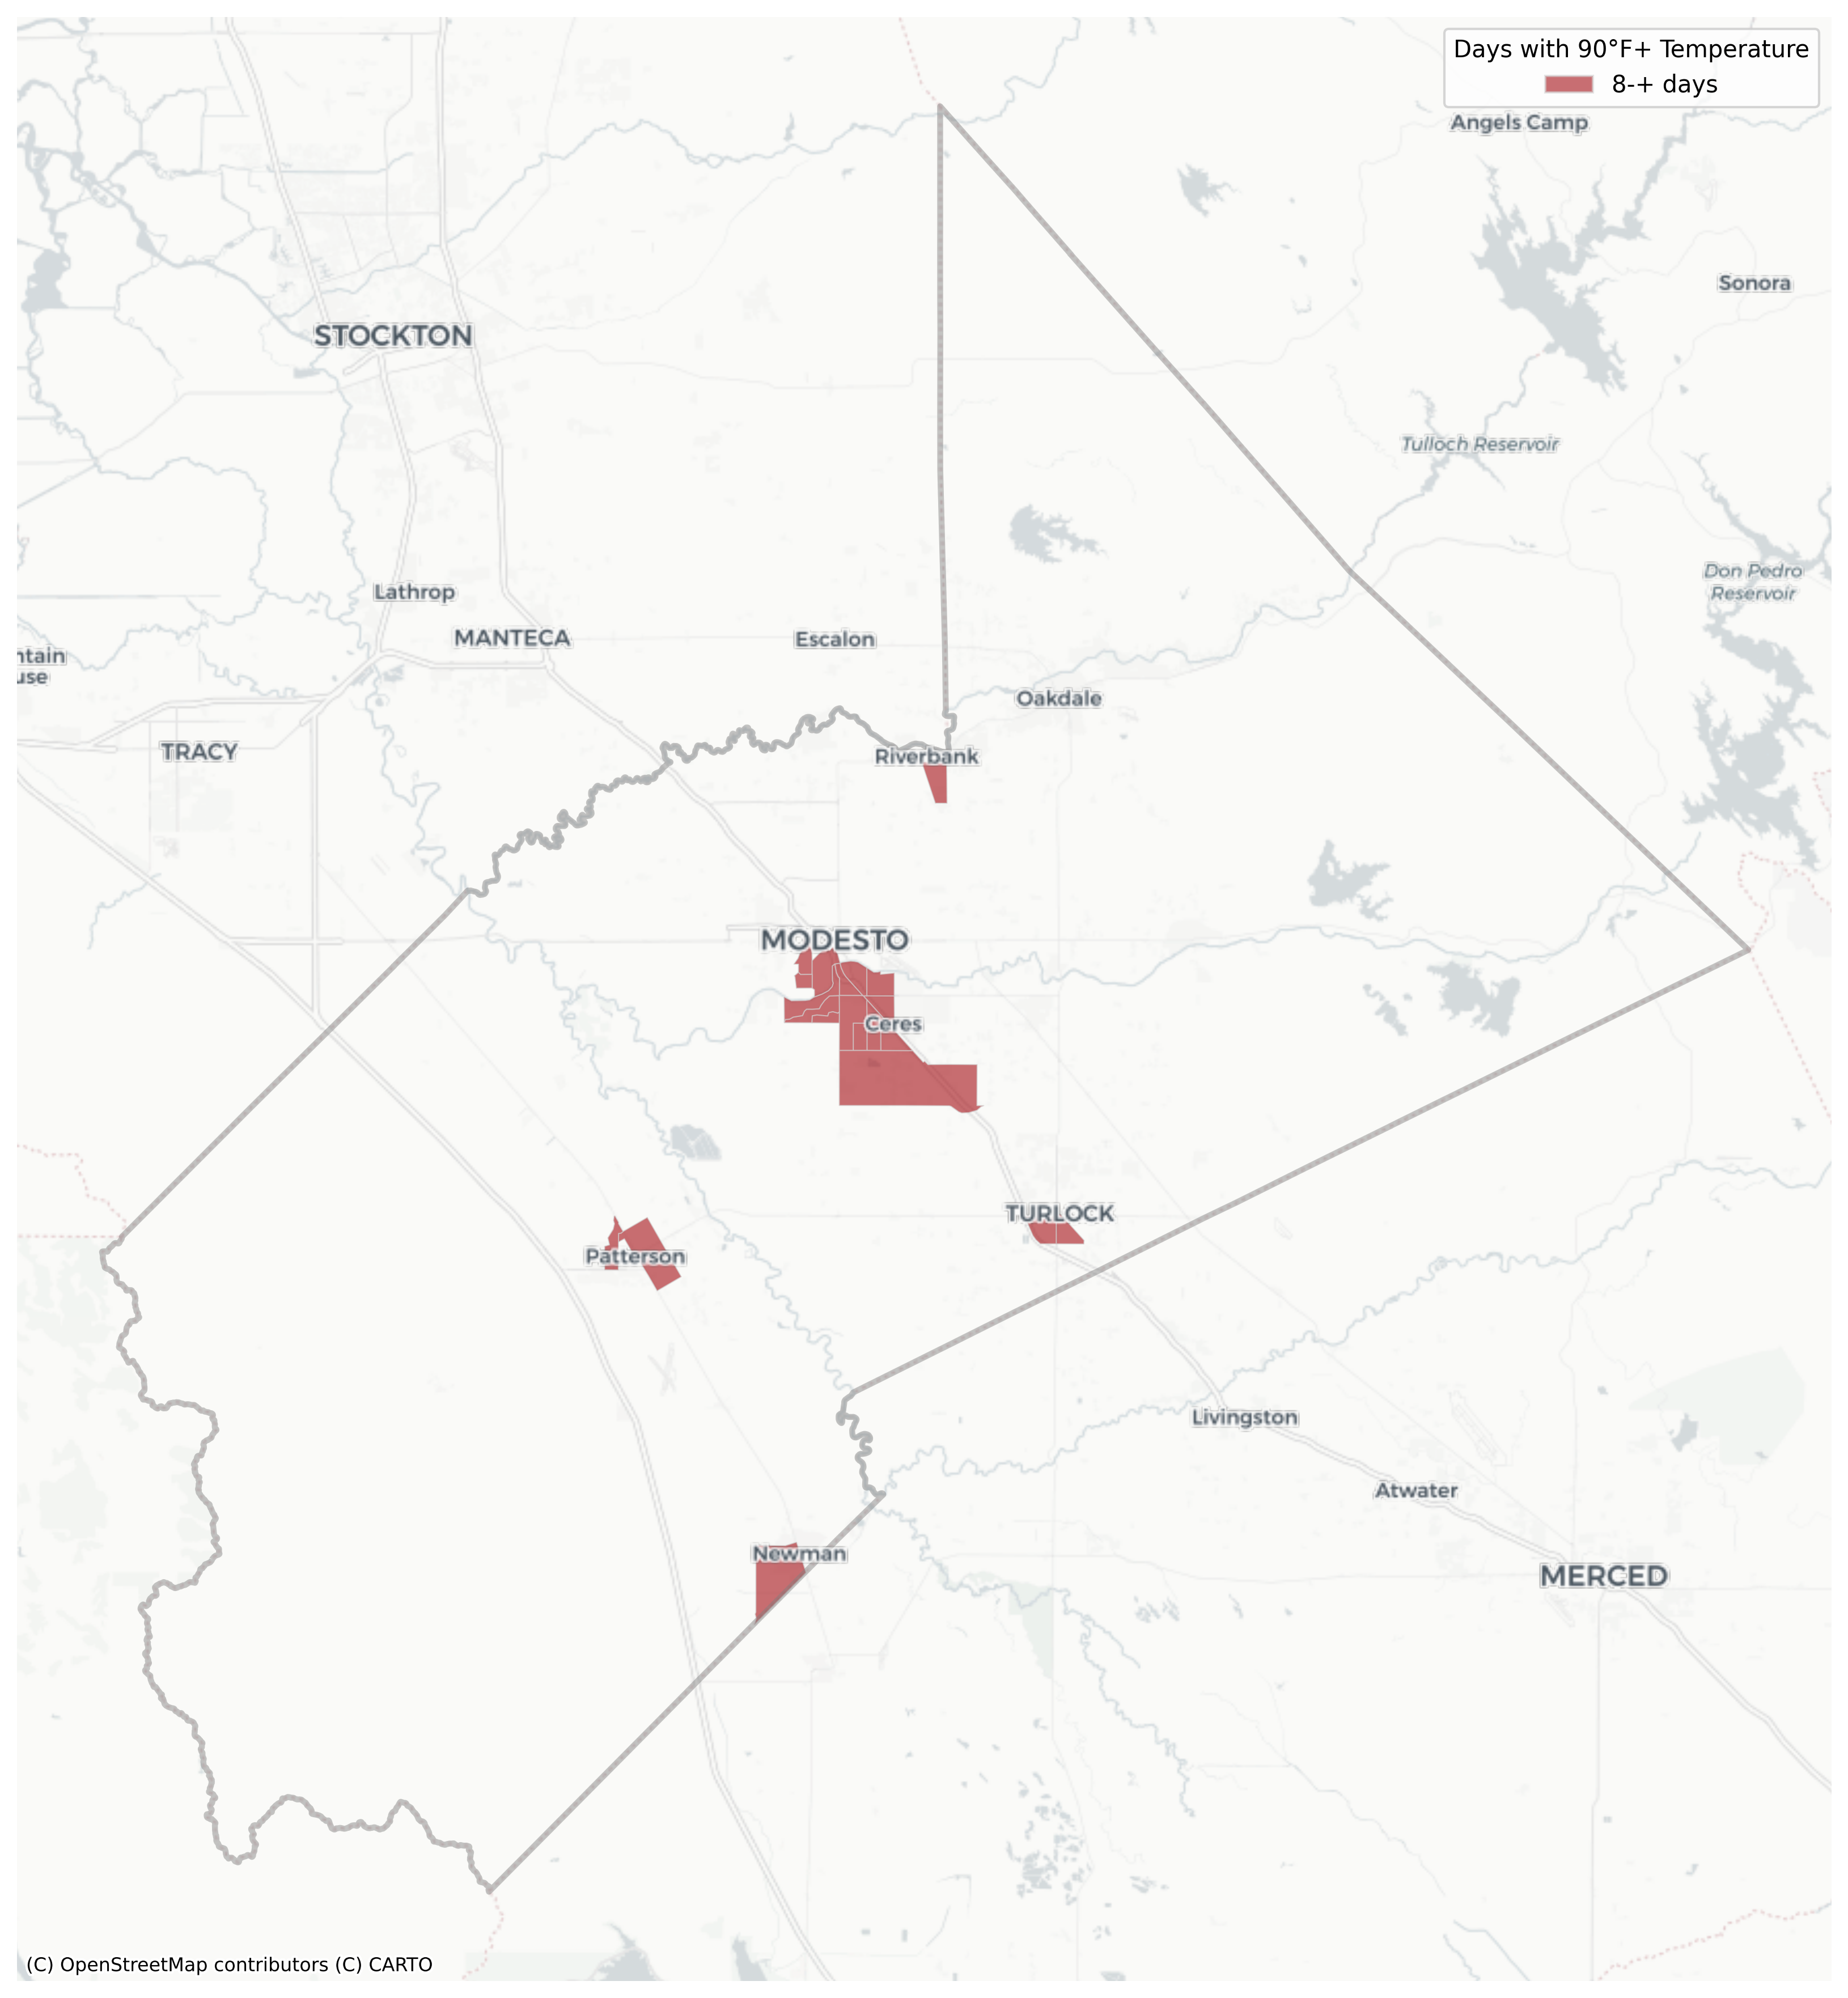 Days with 90°F+ Temperature
8-+ days
Angels Camp
Sonora
STOCKTON
Tulloch Reservoir
Don Pedro
Reservoir
Lathrop
MANTECA
Escalon
ntain
use
Oakdale
TRACY
Riverbank
MODESTO
Ceres
TURLOCK
Patterson
Livingston
Atwater
Newman
MERCED
(C) OpenStreetMap contributors (C) CARTO